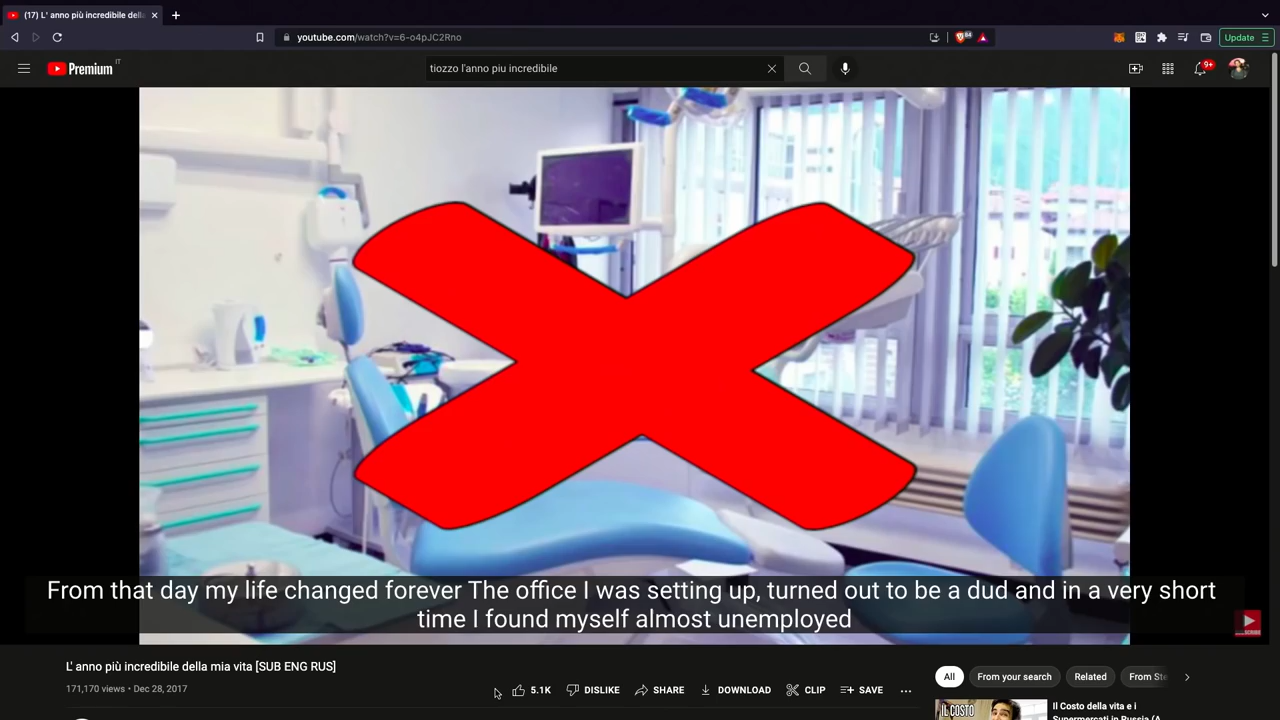 (17) L' anno più incredibile della
youtube.com/watch?v=6-o4pJC2Rno
84
Update
Premium
IT
tiozzo l'anno piu incredibile
9+
From that day my life changed forever The office I was setting up, turned out to be a dud and in a very short
time I found myself almost unemployed
L' anno più incredibile della mia vita [SUB ENG RUS]
171,170 views • Dec 28, 2017
5.1K
DISLIKE
SHARE
DOWNLOAD
CLIP
SAVE
All
From your search
Related
From Ste
IL COSTO
Il Costo della vita e i
Supermercati in Russia (A